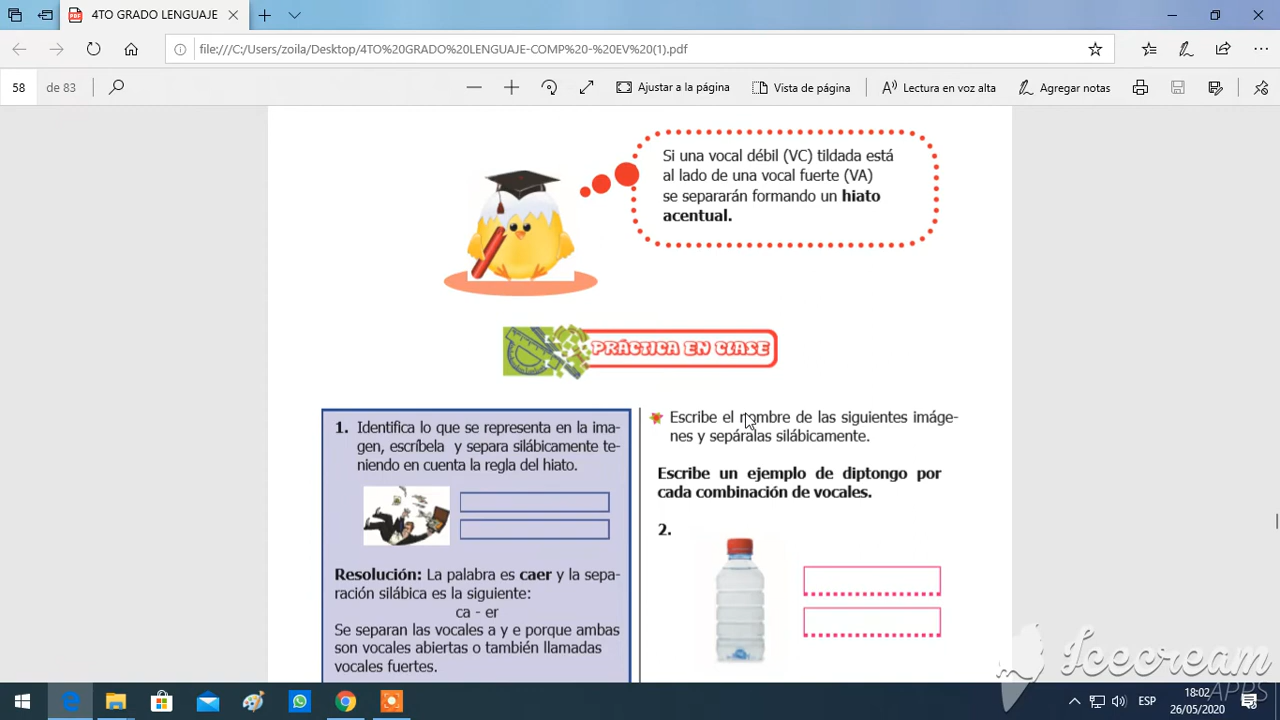 4TO GRADO LENGUAJE
file:///C:/Users/zoila/Desktop/4TO%20GRADO%20LENGUAJE-COMP%20-%20EV%20(1).pdf
58 de 83
Ajustar a la página
Vista de página
Lectura en voz alta
Agregar notas
Si una vocal débil (VC) tildada está
al lado de una vocal fuerte (VA)
se separarán formando un hiato
acentual.
PRÁCTICA EN CLASE
1. Identifica lo que se representa en la ima-
gen, escríbela y separa silábicamente te-
niendo en cuenta la regla del hiato.
Resolución: La palabra es caer y la sepa-
ración silábica es la siguiente:
ca - er
Se separan las vocales a y e porque ambas
son vocales abiertas o también llamadas
vocales fuertes.
Escribe el nombre de las siguientes imáge-
nes y sepáralas silábicamente.
Escribe un ejemplo de diptongo por
cada combinación de vocales.
2.
Icecream
APPS
ESP
18:02
26/05/2020